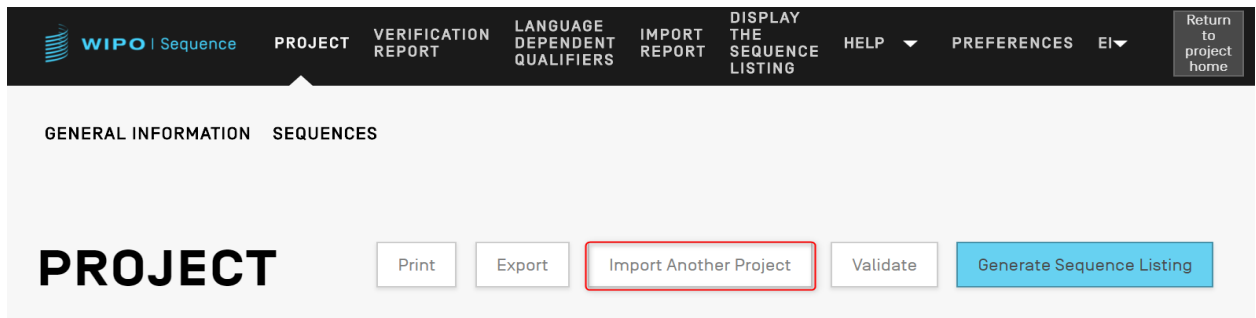 WIPO | Sequence
PROJECT
VERIFICATION
REPORT
LANGUAGE
DEPENDENT
QUALIFIERS
IMPORT
REPORT
DISPLAY
THE
SEQUENCE
LISTING
HELP
PREFERENCES
EI
Return
to
project
home
GENERAL INFORMATION SEQUENCES
PROJECT
Print
Export
Import Another Project
Validate
Generate Sequence Listing